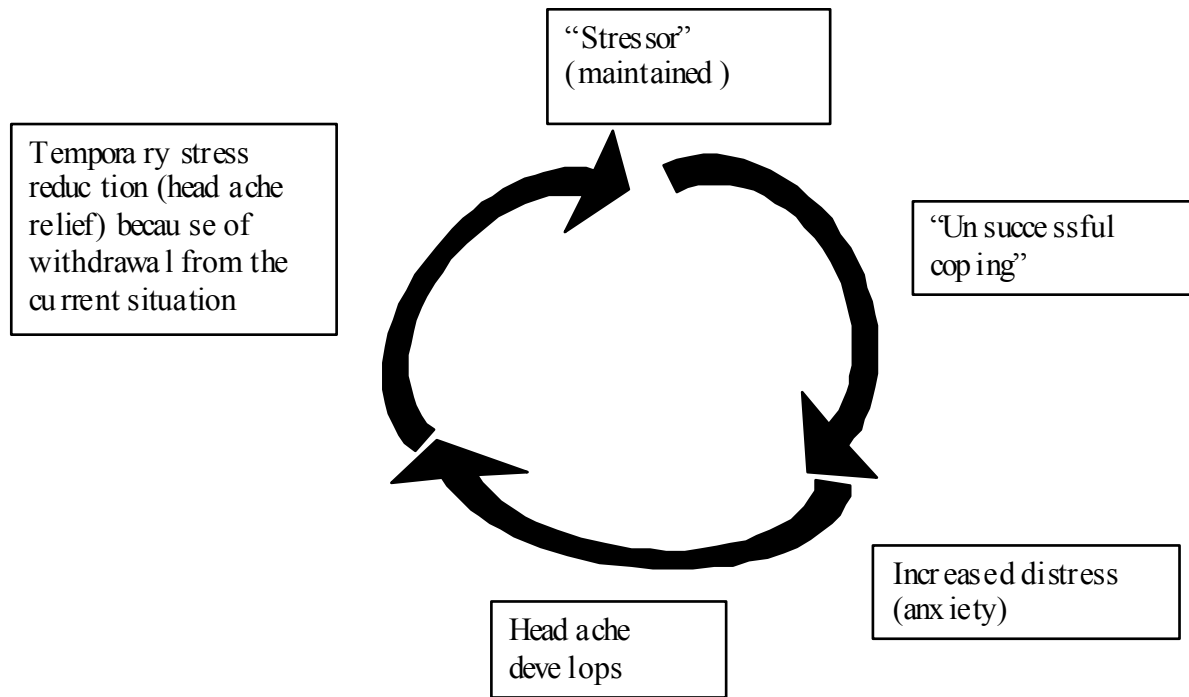 “Stressor”
(maintained)
“Unsuccessful
coping”
Increased distress
(anxiety)
Headache
develops
Temporary stress
reduction (headache
relief) because of
withdrawal from the
current situation